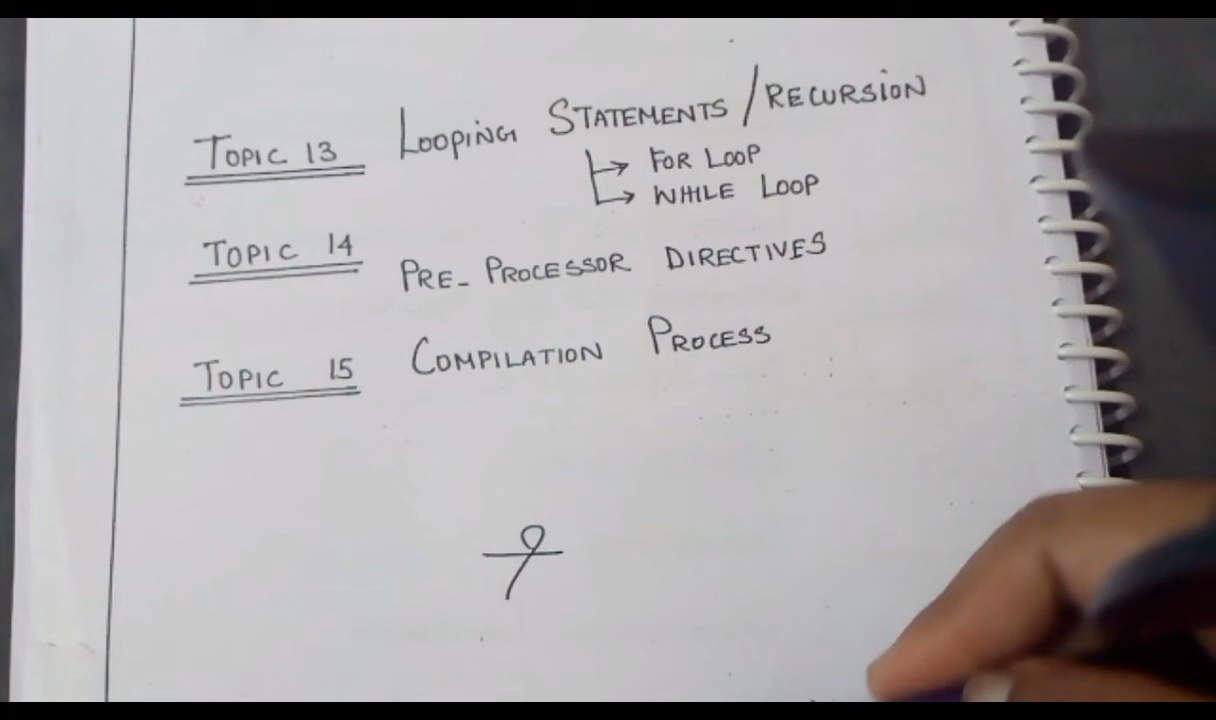 TOPIC 13 LOOPING STATEMENTS / RECURSION
→ FOR LOOP
→ WHILE LOOP
TOPIC 14 PRE-PROCESSOR DIRECTIVES
TOPIC 15 COMPILATION PROCESS